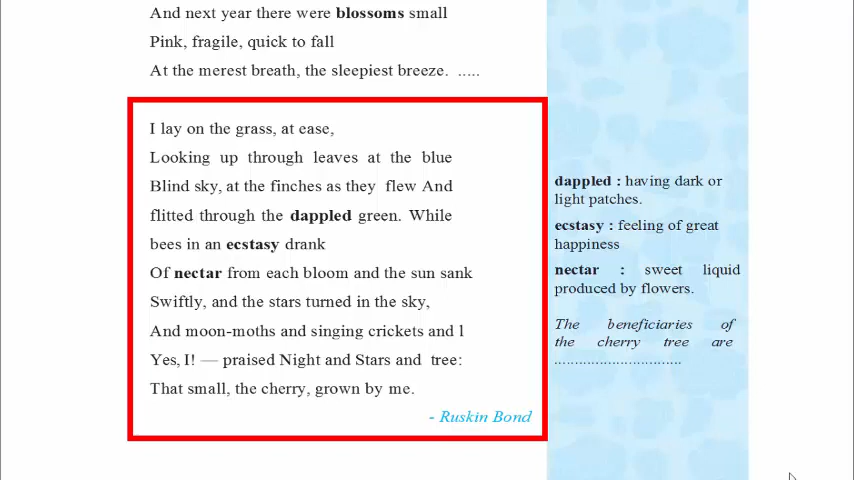 And next year there were blossoms small
Pink, fragile, quick to fall
At the merest breath, the sleepiest breeze. .....
I lay on the grass, at ease,
Looking up through leaves at the blue
Blind sky, at the finches as they flew And
flitted through the dappled green. While
bees in an ecstasy drank
Of nectar from each bloom and the sun sank
Swiftly, and the stars turned in the sky,
And moon-moths and singing crickets and l
Yes, I! — praised Night and Stars and tree:
That small, the cherry, grown by me.
- Ruskin Bond
dappled : having dark or
light patches.
ecstasy : feeling of great
happiness
nectar : sweet liquid
produced by flowers.
The beneficiaries of
the cherry tree are
..............................